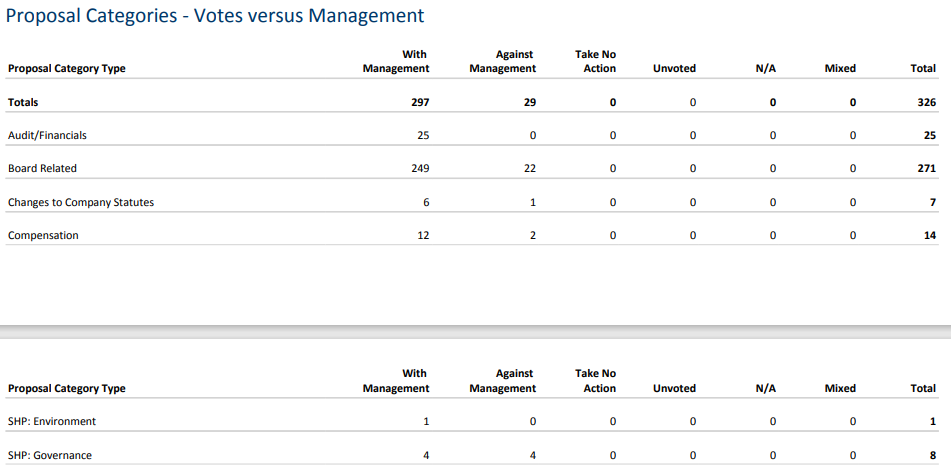 Proposal Categories - Votes versus Management
Proposal Category Type With Management Against Management Take No Action Unvoted N/A Mixed Total
Totals 297 29 0 0 0 0 326
Audit/Financials 25 0 0 0 0 0 25
Board Related 249 22 0 0 0 0 271
Changes to Company Statutes 6 1 0 0 0 0 7
Compensation 12 2 0 0 0 0 14
Proposal Category Type With Management Against Management Take No Action Unvoted N/A Mixed Total
SHP: Environment 1 0 0 0 0 0 1
SHP: Governance 4 4 0 0 0 0 8